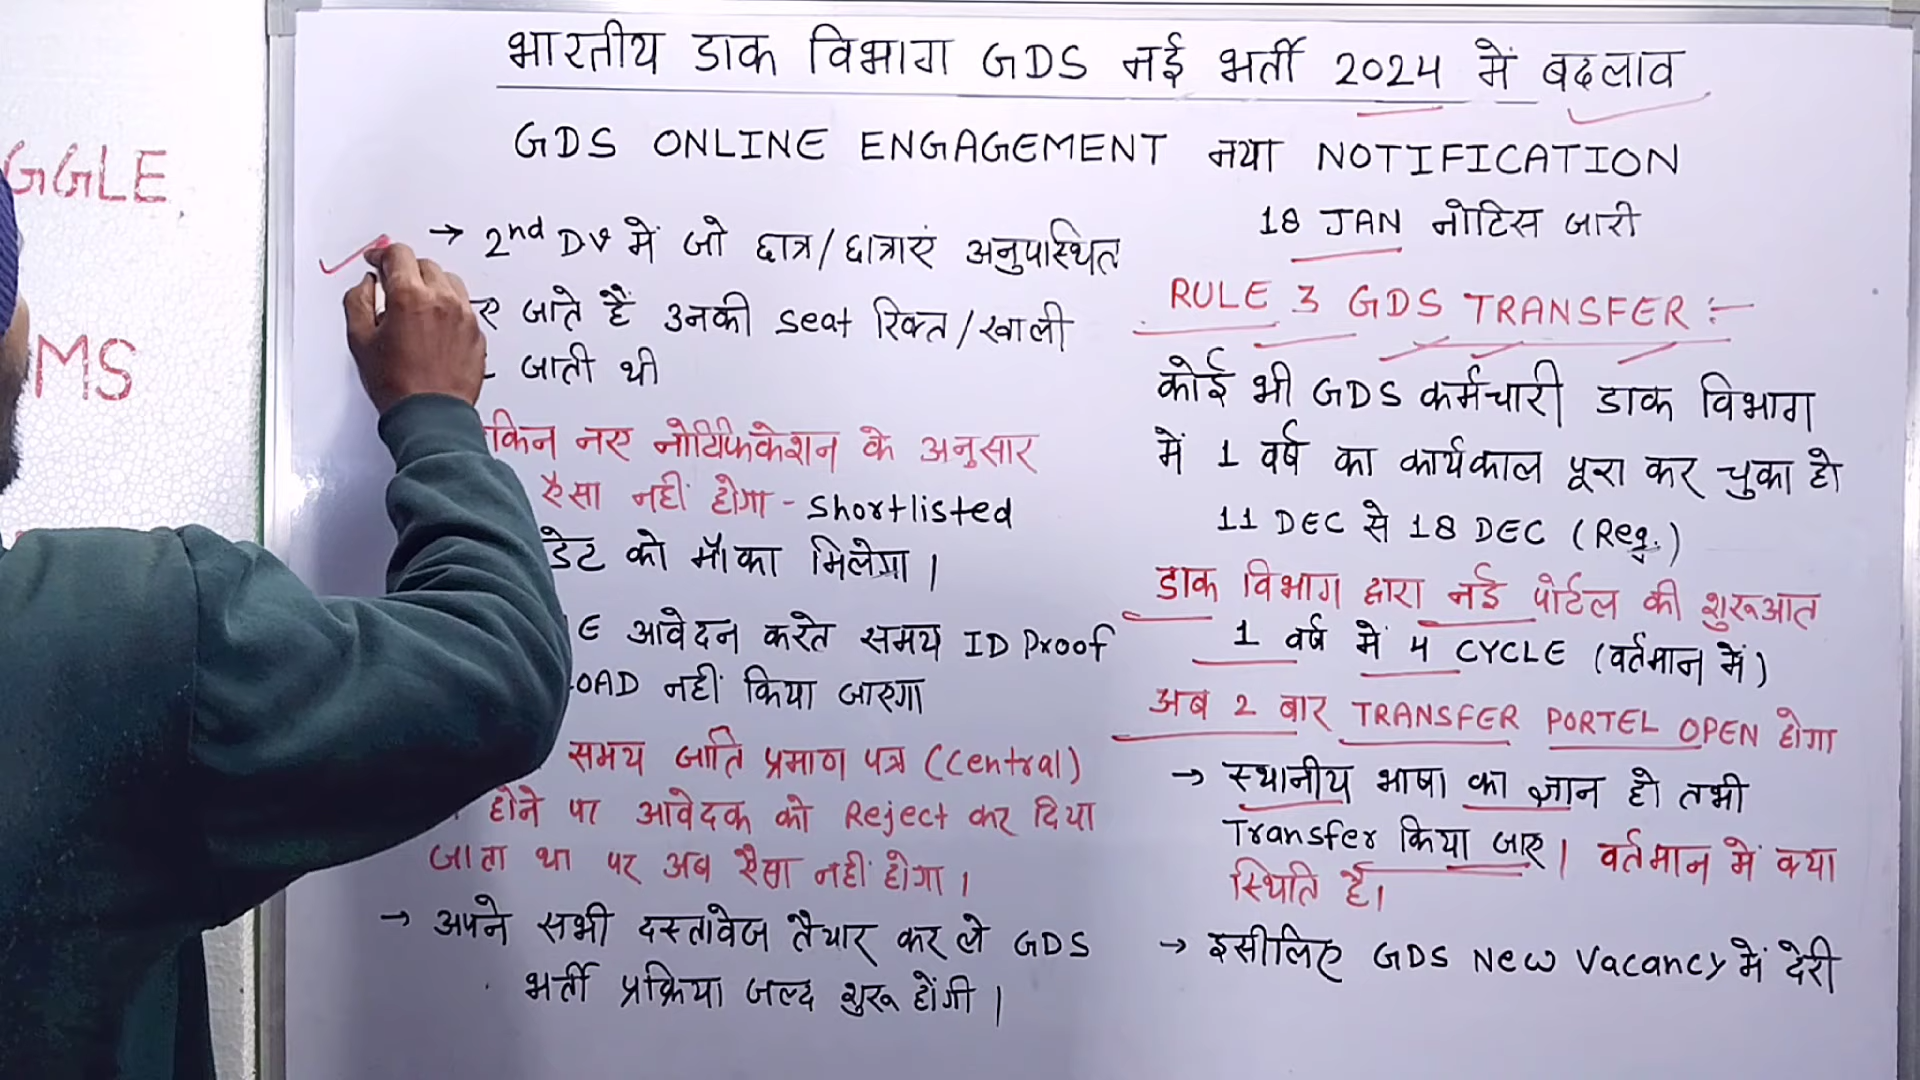 भारतीय डाक विभाग GDS नई भर्ती 2024 में बदलाव
GDS ONLINE ENGAGEMENT नया NOTIFICATION
18 JAN नोटिस जारी
GGLE
MS
→ 2nd DV में जो छात्र/छात्राएं अनुपस्थित
जाते हैं उनकी seat रिक्त/खाली
जाती थी
किन नए नोटिफिकेशन के अनुसार
ऐसा नहीं होगा - Shortlisted
डेट को मौका मिलेगा।
E आवेदन करते समय ID Proof
OAD नहीं किया जाएगा
समय जाति प्रमाण पत्र (Central)
होने पर आवेदक को Reject कर दिया
जाता था पर अब ऐसा नहीं होगा।
→ अपने सभी दस्तावेज तैयार कर ले GDS
भर्ती प्रक्रिया जल्द शुरू होंगी।
RULE 3 GDS TRANSFER :-
कोई भी GDS कर्मचारी डाक विभाग
में 1 वर्ष का कार्यकाल पूरा कर चुका हो
11 DEC से 18 DEC (Req.)
डाक विभाग द्वारा नई पोर्टल की शुरूआत
1 वर्ष में 4 CYCLE (वर्तमान में)
अब 2 बार TRANSFER PORTEL OPEN होगा
→ स्थानीय भाषा का ज्ञान हो तभी
Transfer किया जाए। वर्तमान में क्या
स्थिति है।
→ इसीलिए GDS New Vacancy में देरी